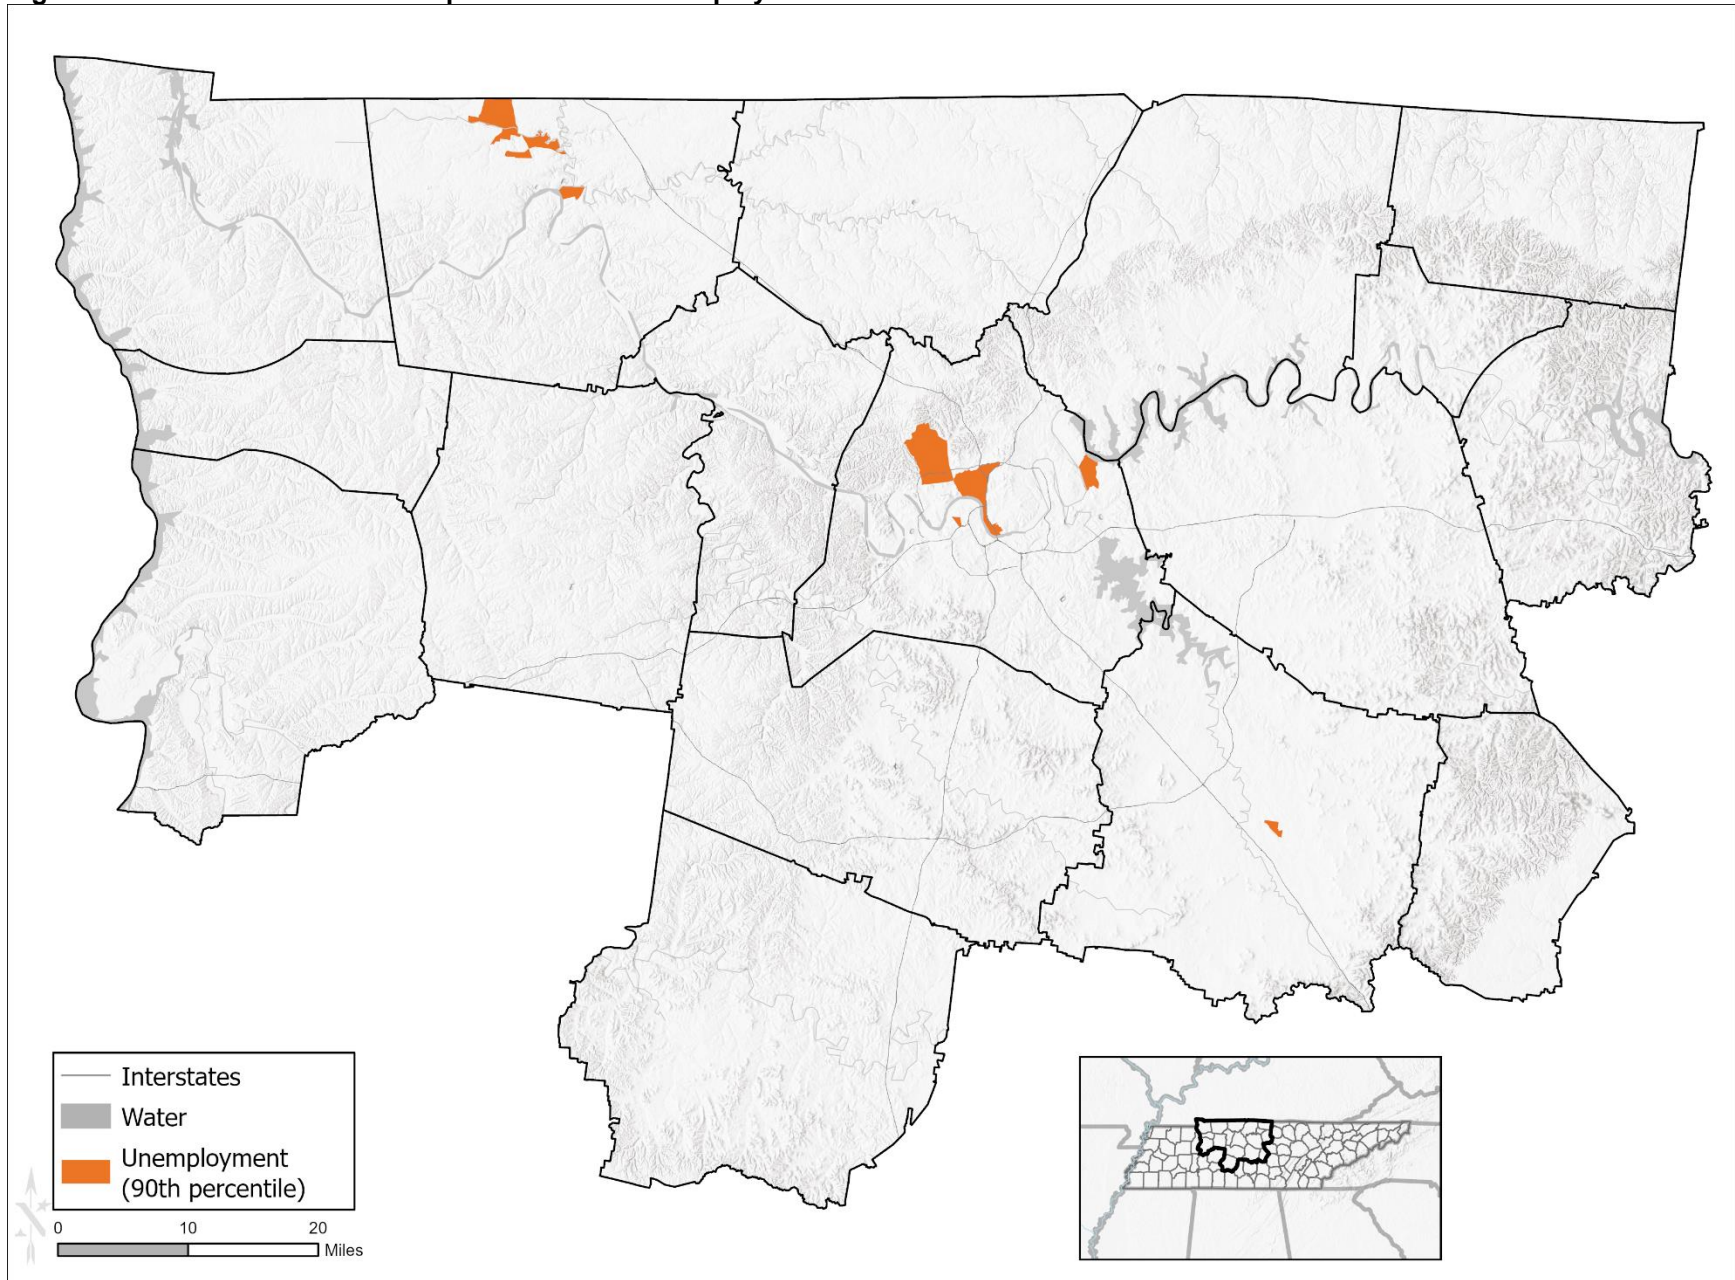 Interstates
Water
Unemployment
(90th percentile)
0 10 20
Miles